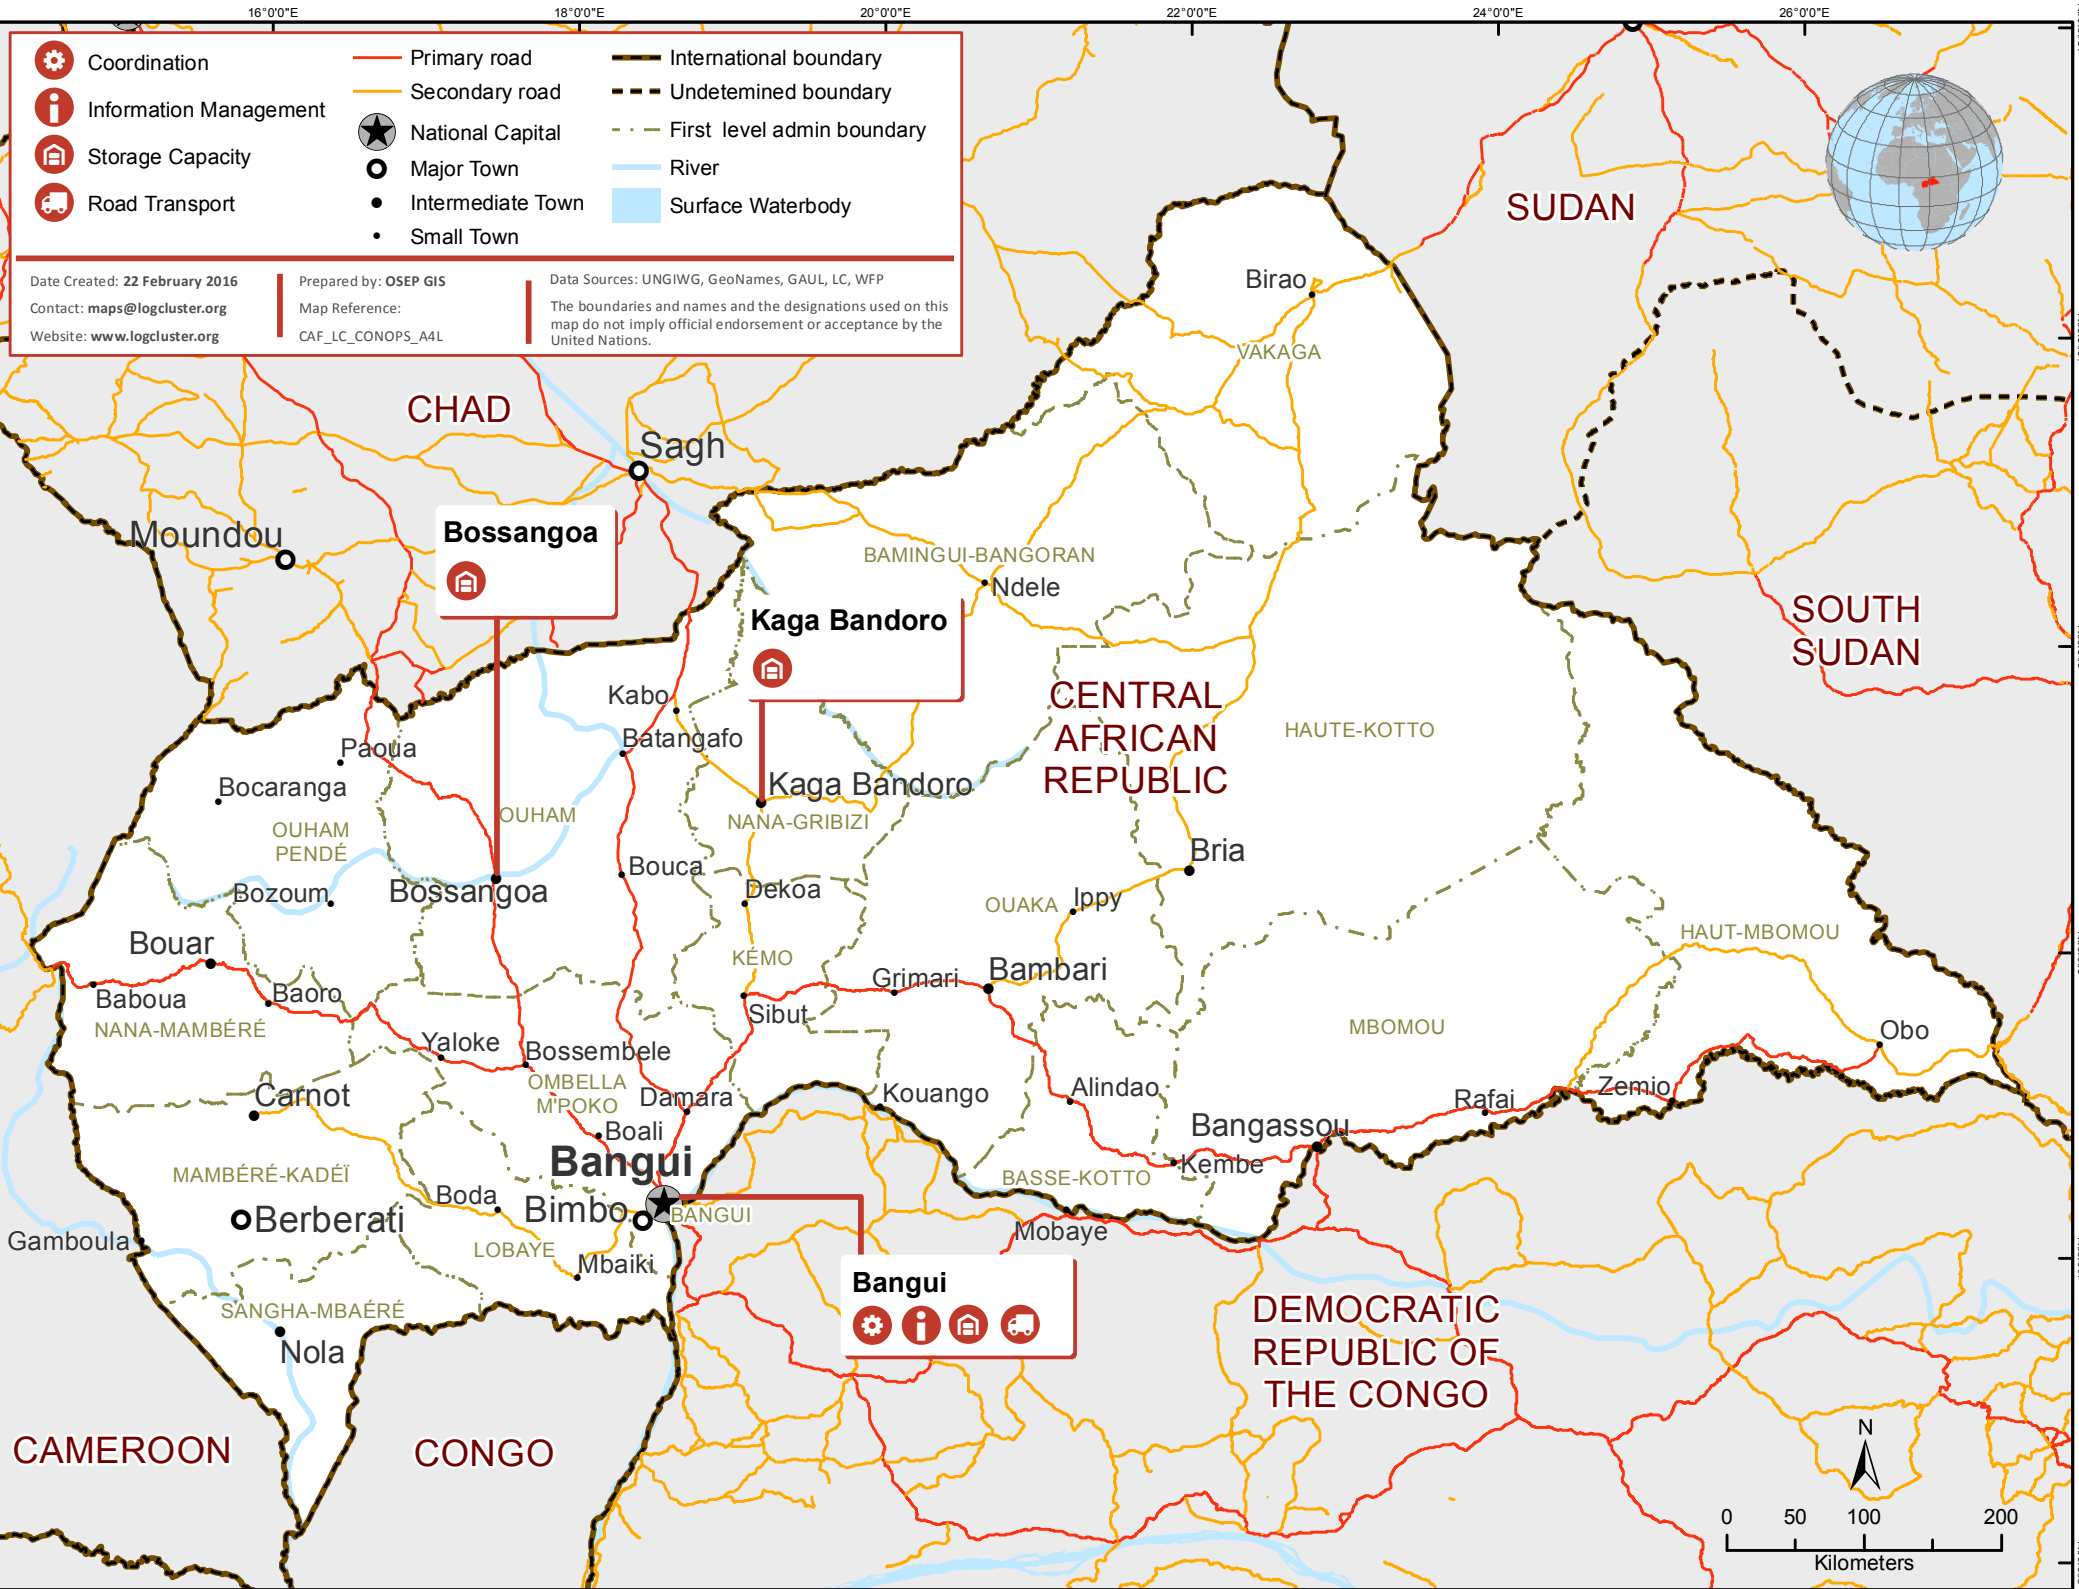 16°0'0"E
18°0'0"E
20°0'0"E
22°0'0"E
24°0'0"E
26°0'0"E
Coordination
Information Management
Storage Capacity
Road Transport
Primary road
Secondary road
National Capital
Major Town
Intermediate Town
Small Town
International boundary
Undetemined boundary
First level admin boundary
River
Surface Waterbody
Date Created: 22 February 2016
Contact: maps@logcluster.org
Website: www.logcluster.org
Prepared by: OSEP GIS
Map Reference:
CAF_LC_CONOPS_A4L
Data Sources: UNGIWG, GeoNames, GAUL, LC, WFP
The boundaries and names and the designations used on this
map do not imply official endorsement or acceptance by the
United Nations.
SUDAN
Birao
VAKAGA
CHAD
Sagh
Moundou
Bossangoa
BAMINGUI-BANGORAN
Ndele
Kaga Bandoro
SOUTH
SUDAN
Kabo
CENTRAL
AFRICAN
REPUBLIC
HAUTE-KOTTO
Paoua
Batangafo
Bocaranga
Kaga Bandoro
OUHAM
NANA-GRIBIZI
OUHAM
PENDÉ
Bria
Bouca
Bozoum
Bossangoa
Dekoa
Ippy
OUAKA
HAUT-MBOMOU
Bouar
KÉMO
Grimari
Bambari
Baboua
Baoro
Sibut
NANA-MAMBÉRÉ
MBOMOU
Obo
Yaloke
Bossembele
OMBELLA
M'POKO
Carnot
Damara
Kouango
Alindao
Rafai
Zemio
Boali
Bangassou
Bangui
Kembe
MAMBÉRÉ-KADÉÏ
BASSE-KOTTO
Boda
Bimbo
BANGUI
Berberati
Gamboula
Mobaye
LOBAYE
Mbaiki
Bangui
SANGHA-MBAÉRÉ
Nola
DEMOCRATIC
REPUBLIC OF
THE CONGO
CAMEROON
CONGO
N
0 50 100 200
Kilometers